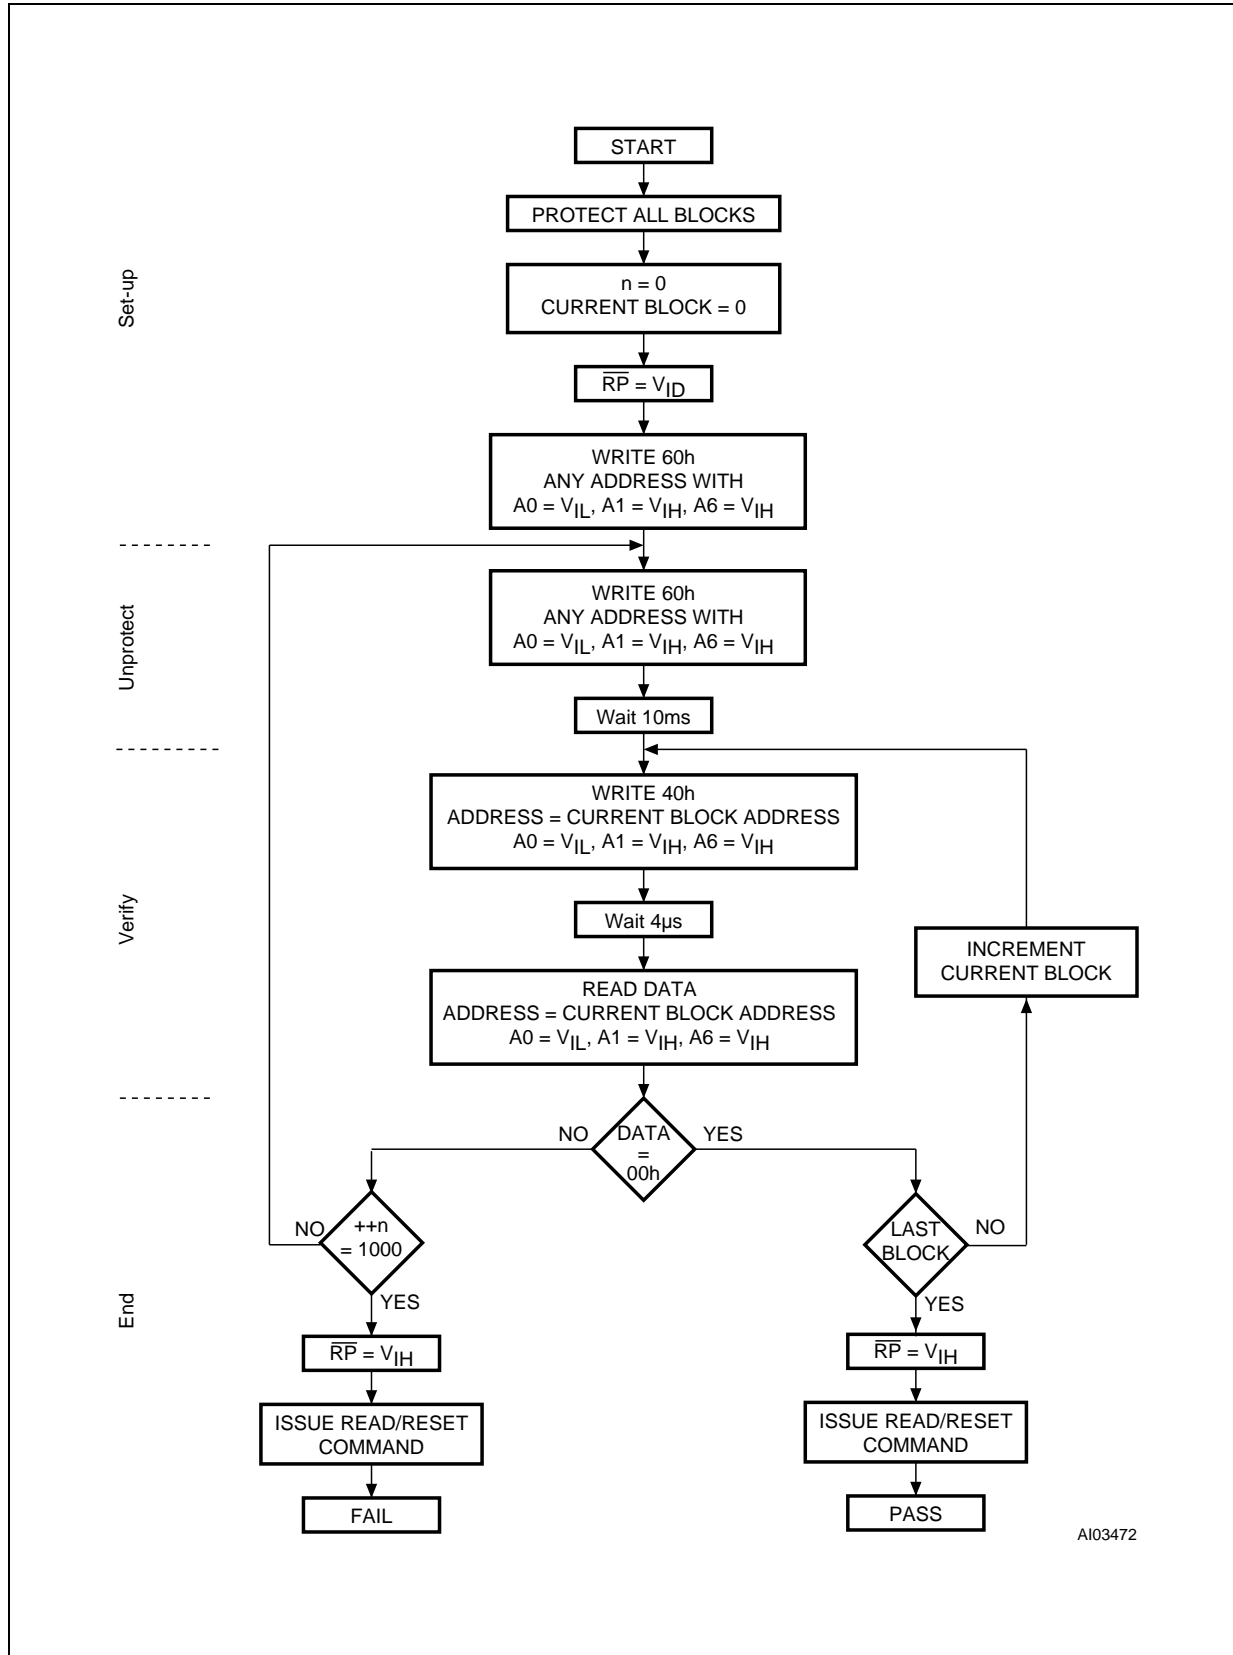 START
PROTECT ALL BLOCKS
Set-up
n = 0
CURRENT BLOCK = 0
RP = VID
WRITE 60h
ANY ADDRESS WITH
A0 = VIL, A1 = VIH, A6 = VIH
Unprotect
WRITE 60h
ANY ADDRESS WITH
A0 = VIL, A1 = VIH, A6 = VIH
Wait 10ms
Verify
WRITE 40h
ADDRESS = CURRENT BLOCK ADDRESS
A0 = VIL, A1 = VIH, A6 = VIH
Wait 4µs
INCREMENT
CURRENT BLOCK
READ DATA
ADDRESS = CURRENT BLOCK ADDRESS
A0 = VIL, A1 = VIH, A6 = VIH
End
NO
DATA
=
00h
YES
NO
++n
= 1000
LAST
BLOCK
NO
YES
YES
RP = VIH
RP = VIH
ISSUE READ/RESET
COMMAND
ISSUE READ/RESET
COMMAND
FAIL
PASS
AI03472